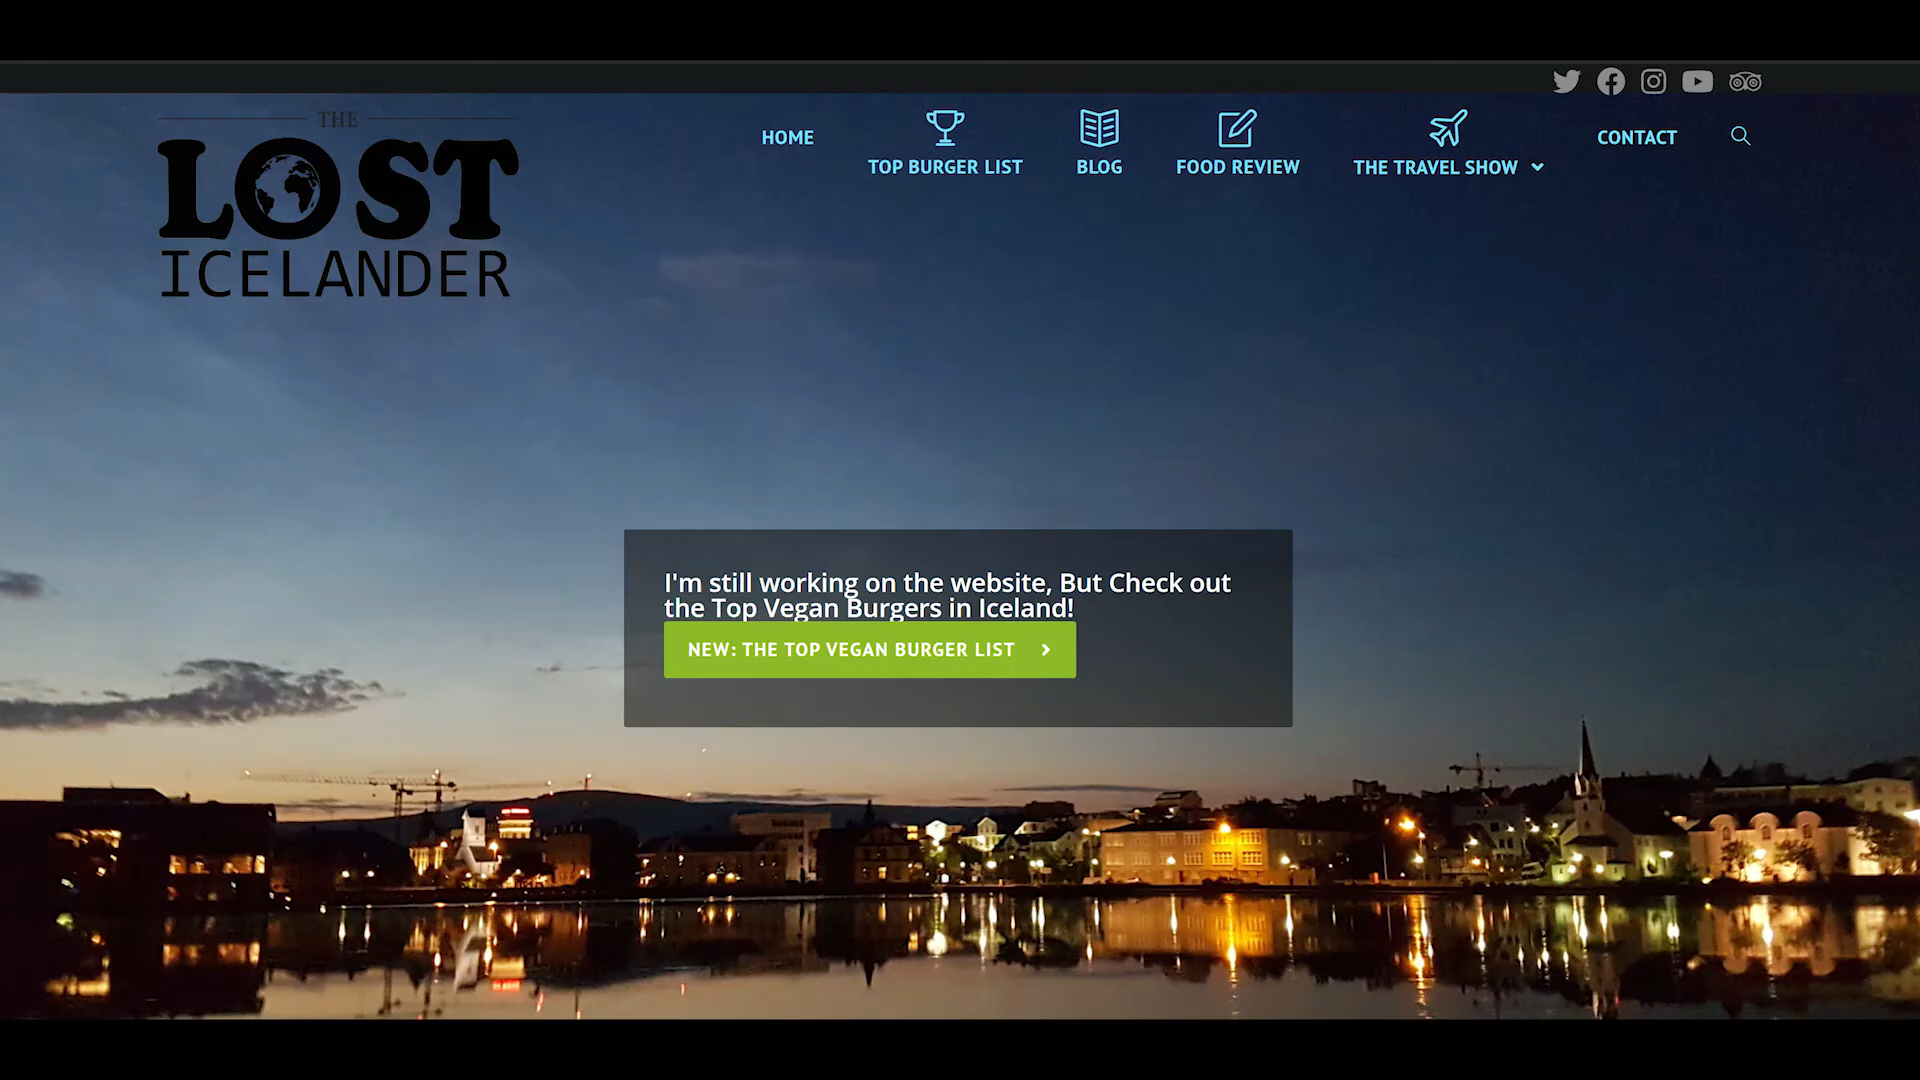 THE
LOST
ICELANDER
HOME
TOP BURGER LIST
BLOG
FOOD REVIEW
THE TRAVEL SHOW
CONTACT
I'm still working on the website, But Check out
the Top Vegan Burgers in Iceland!
NEW: THE TOP VEGAN BURGER LIST